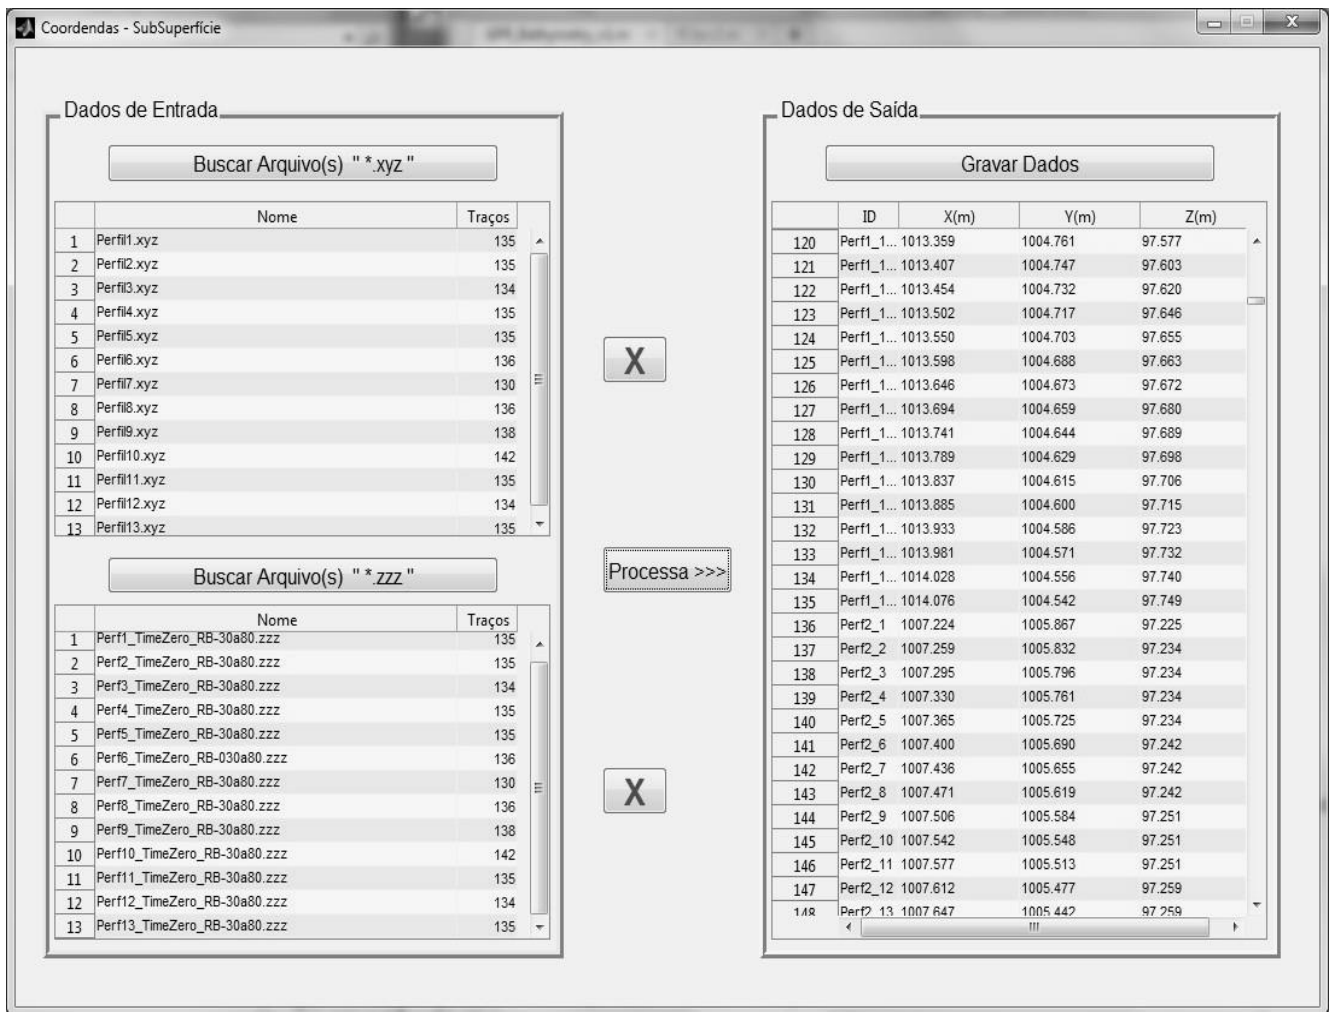 Coordendas - SubSuperfície
Dados de Entrada
Buscar Arquivo(s) " *.xyz "
Nome Traços
1 Perfil1.xyz 135
2 Perfil2.xyz 135
3 Perfil3.xyz 134
4 Perfil4.xyz 135
5 Perfil5.xyz 135
6 Perfil6.xyz 136
7 Perfil7.xyz 130
8 Perfil8.xyz 136
9 Perfil9.xyz 138
10 Perfil10.xyz 142
11 Perfil11.xyz 135
12 Perfil12.xyz 134
13 Perfil13.xyz 135
Buscar Arquivo(s) " *.zzz "
Nome Traços
1 Perf1_TimeZero_RB-30a80.zzz 135
2 Perf2_TimeZero_RB-30a80.zzz 135
3 Perf3_TimeZero_RB-30a80.zzz 134
4 Perf4_TimeZero_RB-30a80.zzz 135
5 Perf5_TimeZero_RB-30a80.zzz 135
6 Perf6_TimeZero_RB-030a80.zzz 136
7 Perf7_TimeZero_RB-30a80.zzz 130
8 Perf8_TimeZero_RB-30a80.zzz 136
9 Perf9_TimeZero_RB-30a80.zzz 138
10 Perf10_TimeZero_RB-30a80.zzz 142
11 Perf11_TimeZero_RB-30a80.zzz 135
12 Perf12_TimeZero_RB-30a80.zzz 134
13 Perf13_TimeZero_RB-30a80.zzz 135
X
Processa >>>
X
Dados de Saída
Gravar Dados
ID X(m) Y(m) Z(m)
120 Perf1_1... 1013.359 1004.761 97.577
121 Perf1_1... 1013.407 1004.747 97.603
122 Perf1_1... 1013.454 1004.732 97.620
123 Perf1_1... 1013.502 1004.717 97.646
124 Perf1_1... 1013.550 1004.703 97.655
125 Perf1_1... 1013.598 1004.688 97.663
126 Perf1_1... 1013.646 1004.673 97.672
127 Perf1_1... 1013.694 1004.659 97.680
128 Perf1_1... 1013.741 1004.644 97.689
129 Perf1_1... 1013.789 1004.629 97.698
130 Perf1_1... 1013.837 1004.615 97.706
131 Perf1_1... 1013.885 1004.600 97.715
132 Perf1_1... 1013.933 1004.586 97.723
133 Perf1_1... 1013.981 1004.571 97.732
134 Perf1_1... 1014.028 1004.556 97.740
135 Perf1_1... 1014.076 1004.542 97.749
136 Perf2_1 1007.224 1005.867 97.225
137 Perf2_2 1007.259 1005.832 97.234
138 Perf2_3 1007.295 1005.796 97.234
139 Perf2_4 1007.330 1005.761 97.234
140 Perf2_5 1007.365 1005.725 97.234
141 Perf2_6 1007.400 1005.690 97.242
142 Perf2_7 1007.436 1005.655 97.242
143 Perf2_8 1007.471 1005.619 97.242
144 Perf2_9 1007.506 1005.584 97.251
145 Perf2_10 1007.542 1005.548 97.251
146 Perf2_11 1007.577 1005.513 97.251
147 Perf2_12 1007.612 1005.477 97.259
148 Perf2_13 1007.647 1005.442 97.259